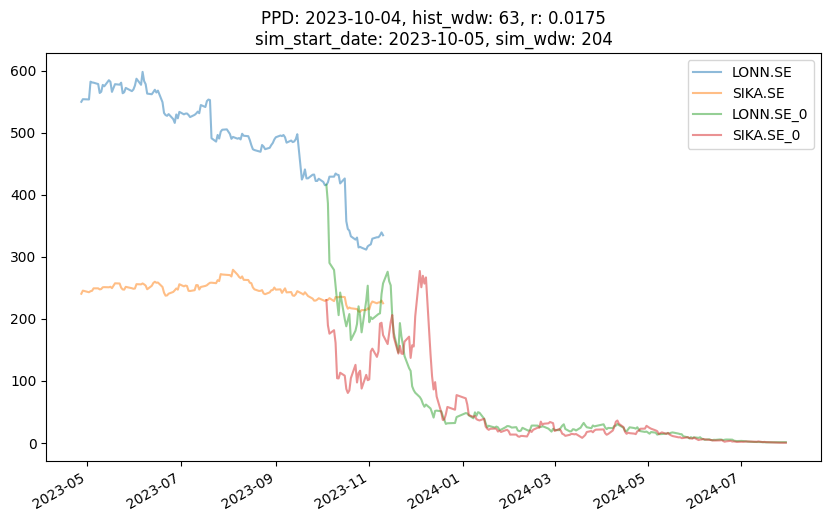 PPD: 2023-10-04, hist_wdw: 63, r: 0.0175
sim_start_date: 2023-10-05, sim_wdw: 204
LONN.SE
SIKA.SE
LONN.SE_0
SIKA.SE_0
600
500
400
300
200
100
0
2023-05
2023-07
2023-09
2023-11
2024-01
2024-03
2024-05
2024-07